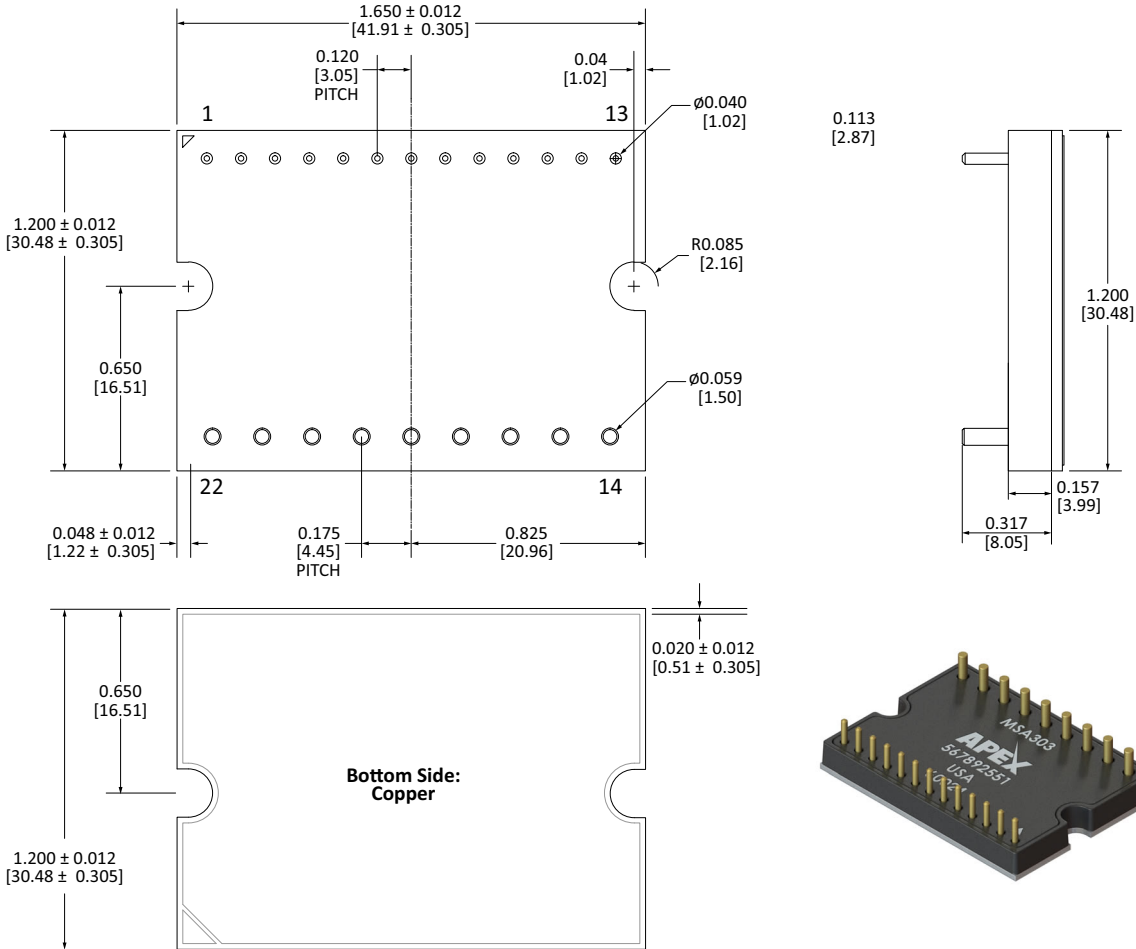 1.650 ± 0.012
[41.91 ± 0.305]
0.120
[3.05]
PITCH
0.04
[1.02]
1
13
ø0.040
[1.02]
0.113
[2.87]
1.200 ± 0.012
[30.48 ± 0.305]
R0.085
[2.16]
1.200
[30.48]
0.650
[16.51]
ø0.059
[1.50]
22
14
0.157
[3.99]
0.048 ± 0.012
[1.22 ± 0.305]
0.175
[4.45]
PITCH
0.825
[20.96]
0.317
[8.05]
0.020 ± 0.012
[0.51 ± 0.305]
0.650
[16.51]
Bottom Side:
Copper
1.200 ± 0.012
[30.48 ± 0.305]
MSA303
APEX
567892551
USA